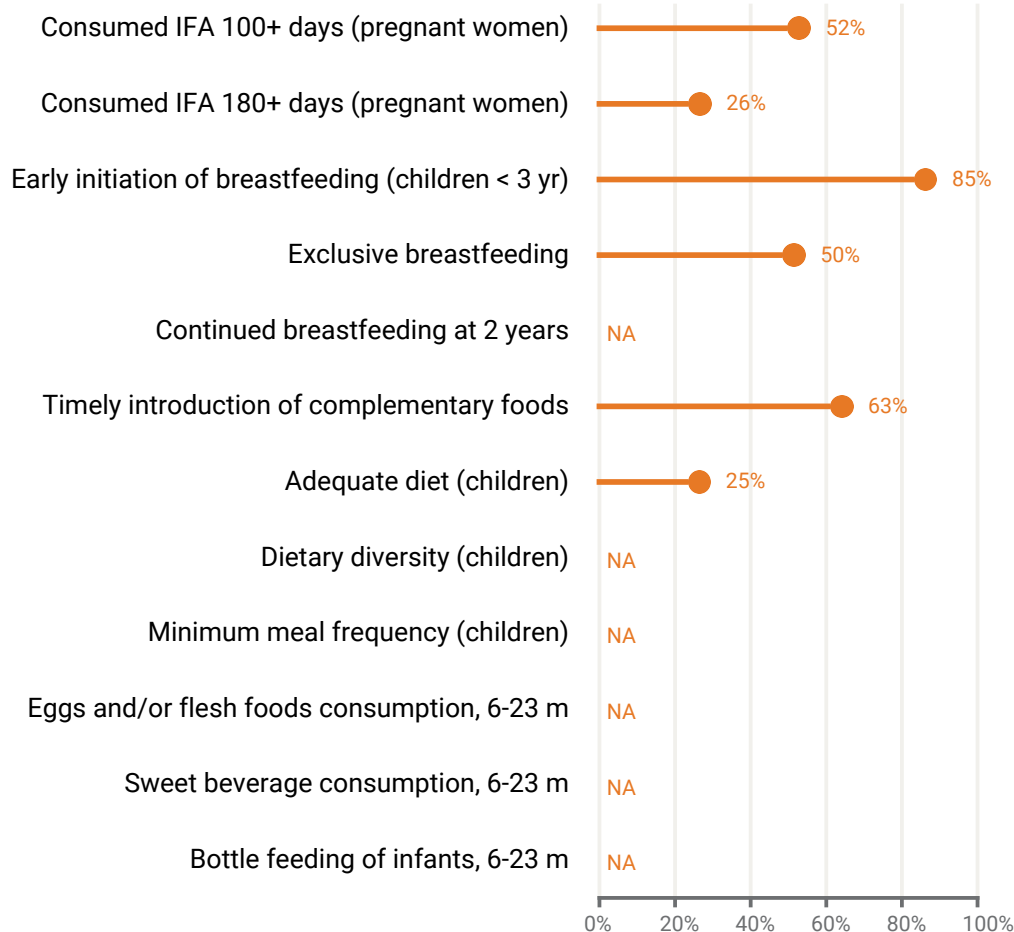 Consumed IFA 100+ days (pregnant women) 52%
Consumed IFA 180+ days (pregnant women) 26%
Early initiation of breastfeeding (children < 3 yr) 85%
Exclusive breastfeeding 50%
Continued breastfeeding at 2 years NA
Timely introduction of complementary foods 63%
Adequate diet (children) 25%
Dietary diversity (children) NA
Minimum meal frequency (children) NA
Eggs and/or flesh foods consumption, 6-23 m NA
Sweet beverage consumption, 6-23 m NA
Bottle feeding of infants, 6-23 m NA
0% 20% 40% 60% 80% 100%